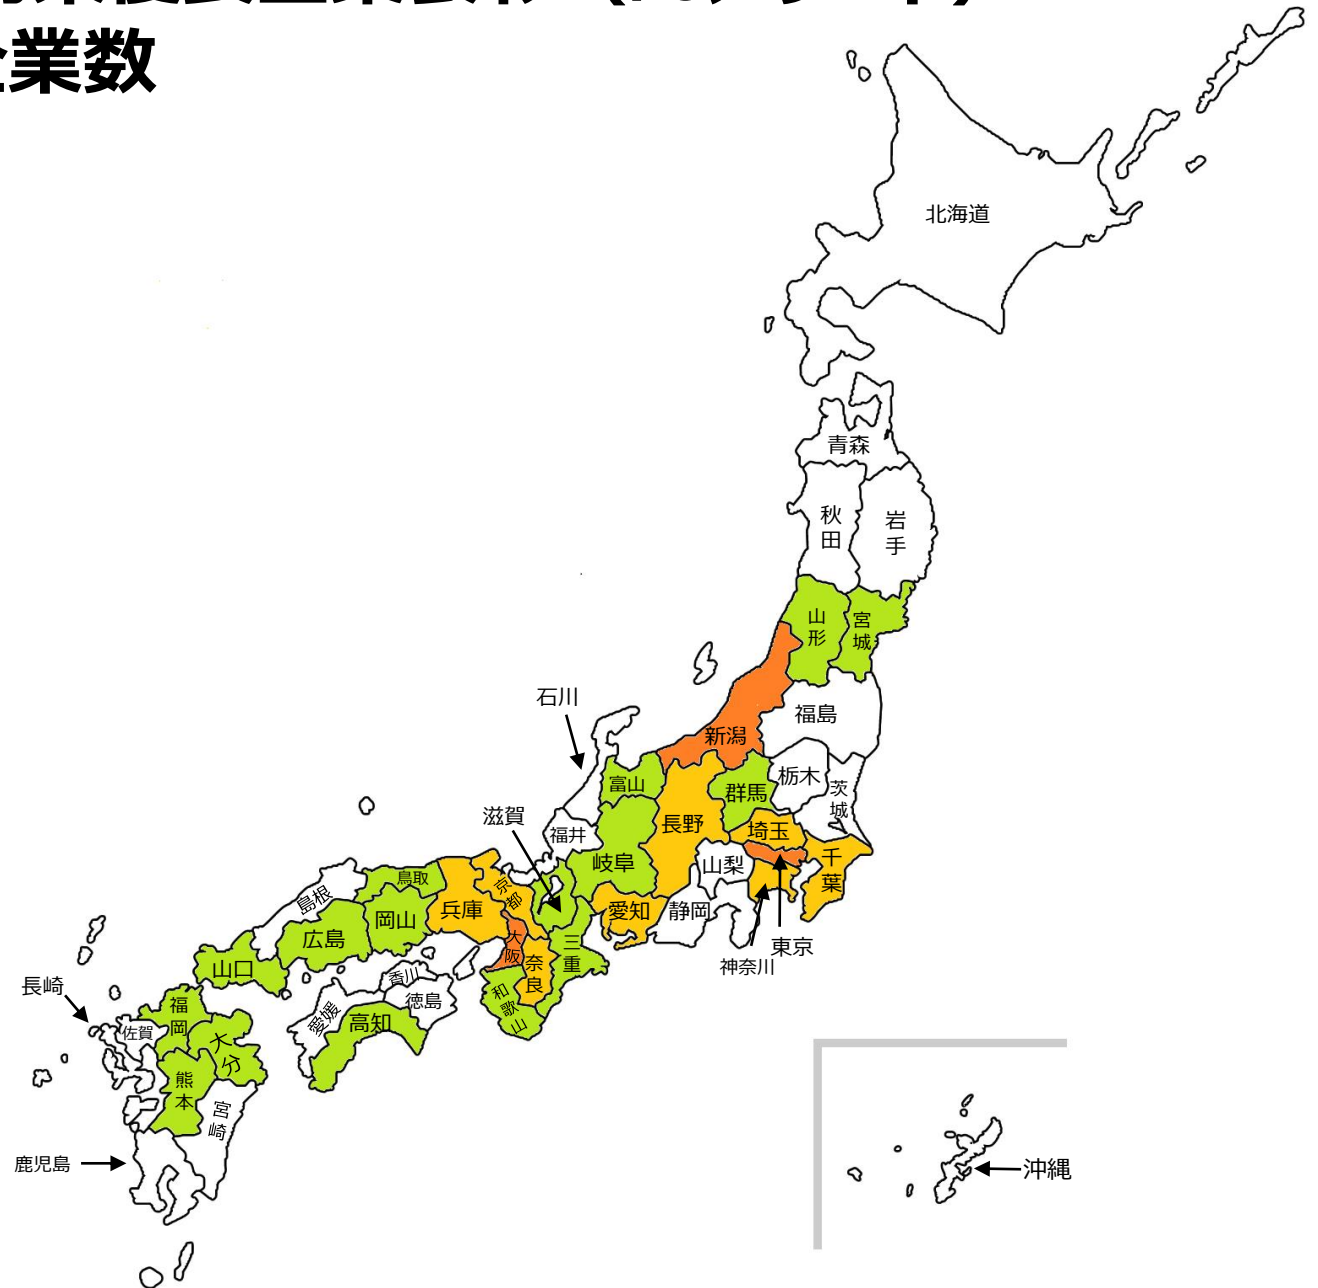 業数
北海道
青森
秋田
岩手
山形
宮城
石川
新潟
福島
富山
群馬
栃木
茨城
滋賀
福井
長野
埼玉
岐阜
山梨
千葉
鳥取
京都
島根
兵庫
愛知
静岡
岡山
広島
大阪
三重
東京
神奈川
奈良
山口
香川
和歌山
長崎
福岡
徳島
愛媛
高知
佐賀
大分
熊本
宮崎
鹿児島
沖縄